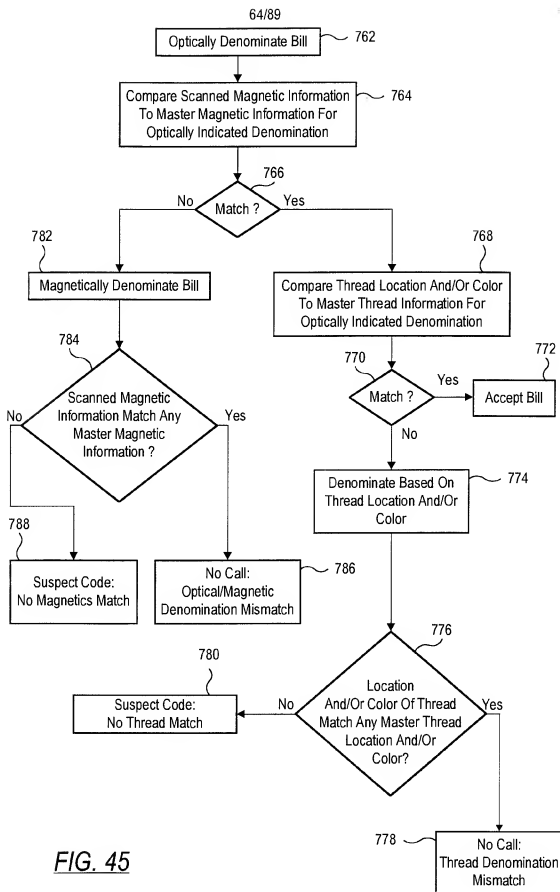 64/89
Optically Denominate Bill
762
Compare Scanned Magnetic Information
To Master Magnetic Information For
Optically Indicated Denomination
764
766
No
Match ?
Yes
782
Magnetically Denominate Bill
768
Compare Thread Location And/Or Color
To Master Thread Information For
Optically Indicated Denomination
784
Scanned Magnetic
Information Match Any
Master Magnetic
Information ?
No
Yes
770
Match ?
Yes
No
772
Accept Bill
Denominate Based On
Thread Location And/Or
Color
774
788
Suspect Code:
No Magnetics Match
No Call:
Optical/Magnetic
Denomination Mismatch
786
776
Location
And/Or Color Of Thread
Match Any Master Thread
Location And/Or
Color?
No
Yes
780
Suspect Code:
No Thread Match
778
No Call:
Thread Denomination
Mismatch
FIG. 45